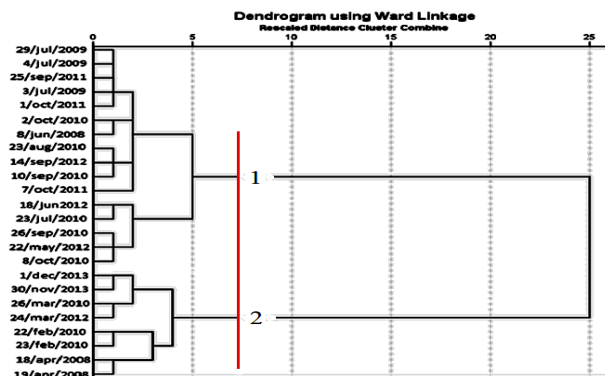 Dendrogram using Ward Linkage
Rescaled Distance Cluster Combine
0 5 10 15 20 25
29/jul/2009
4/jul/2009
25/sep/2011
3/jul/2009
1/oct/2011
2/oct/2010
8/jun/2008
23/aug/2010
14/sep/2012
10/sep/2010
7/oct/2011
18/jun2012
23/jul/2010
26/sep/2010
22/may/2012
8/oct/2010
1/dec/2013
30/nov/2013
26/mar/2010
24/mar/2012
22/feb/2010
23/feb/2010
18/apr/2008
19/apr/2008
1
2